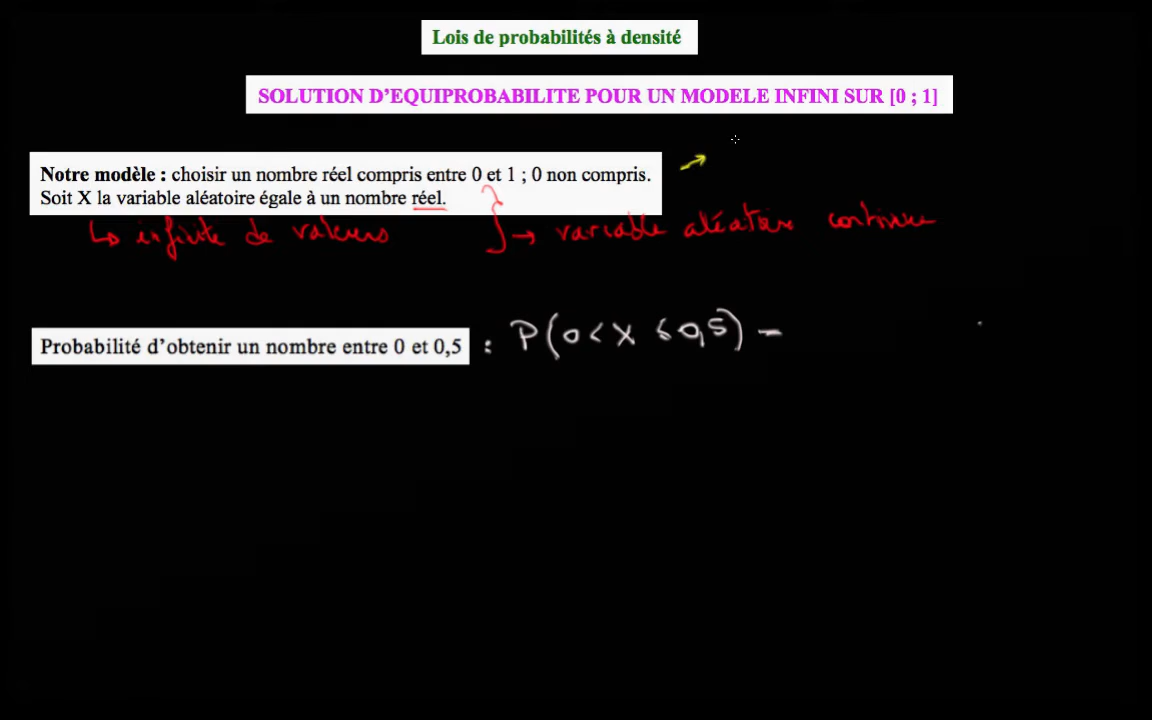 Lois de probabilités à densité
SOLUTION D'EQUIPROBABILITE POUR UN MODELE INFINI SUR [0 ; 1]
Notre modèle : choisir un nombre réel compris entre 0 et 1 ; 0 non compris.
Soit X la variable aléatoire égale à un nombre réel.
↳ infinité de valeurs } → variable aléatoire continue
Probabilité d'obtenir un nombre entre 0 et 0,5 : P(0 < X ≤ 0,5) =